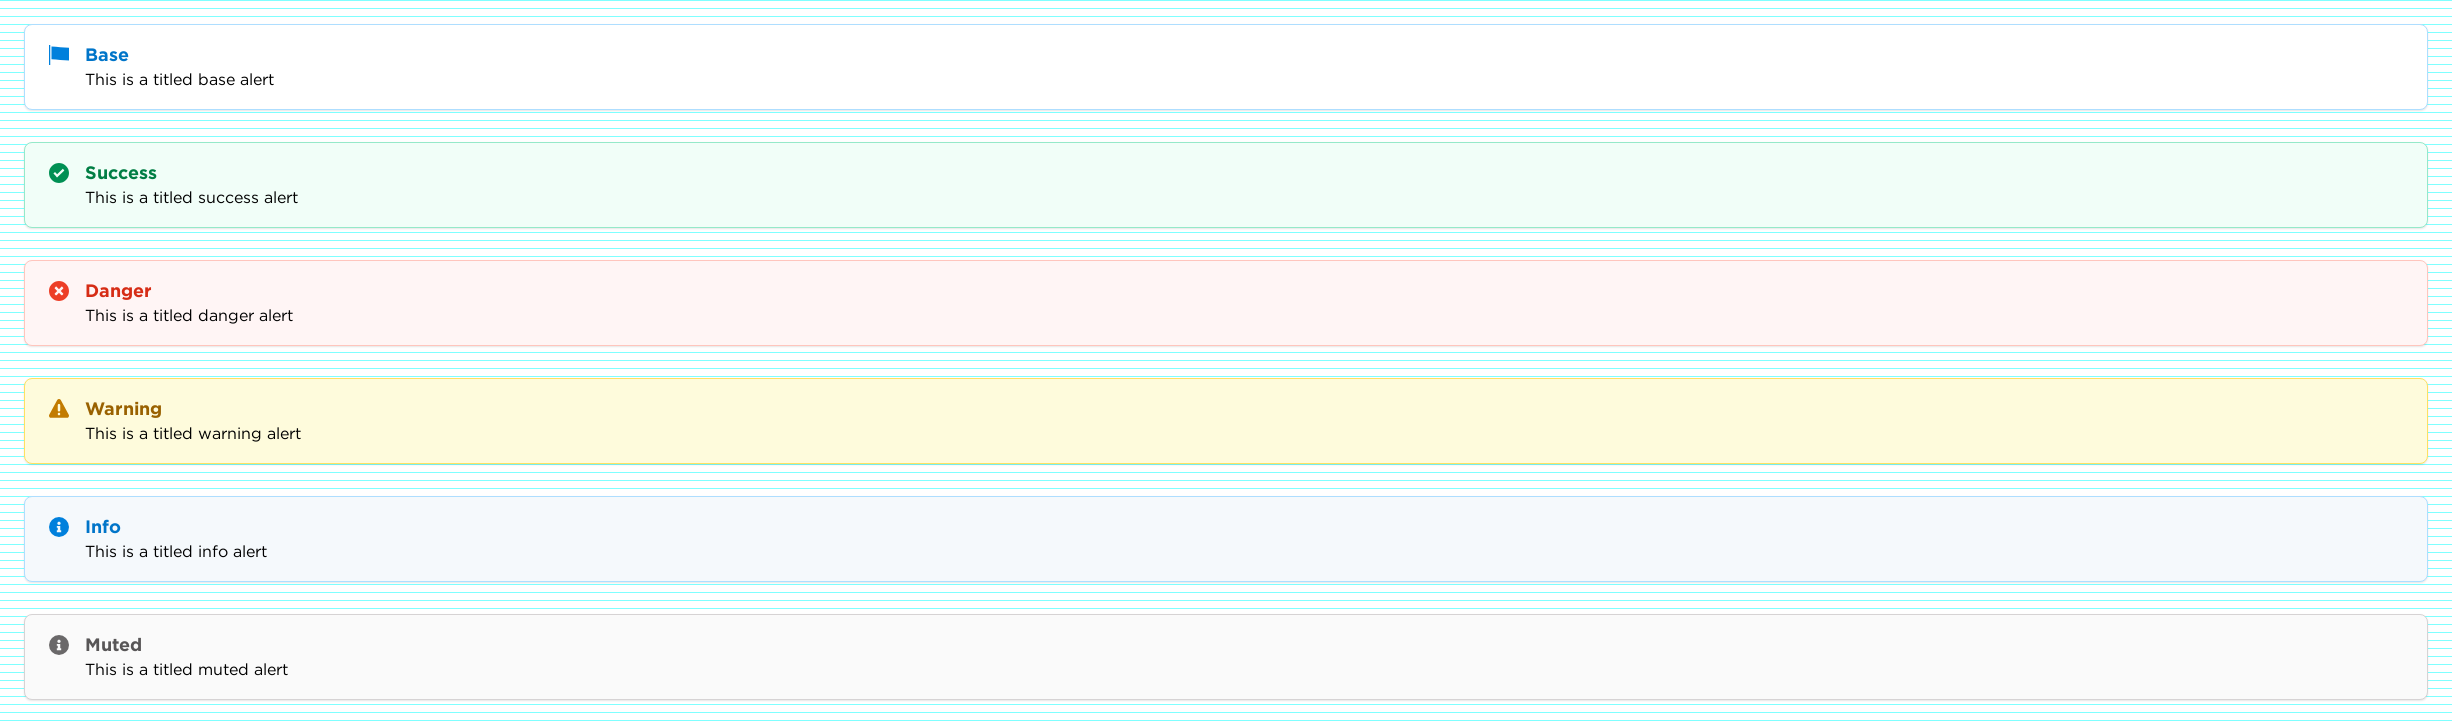 Base
This is a titled base alert
Success
This is a titled success alert
Danger
This is a titled danger alert
Warning
This is a titled warning alert
Info
This is a titled info alert
Muted
This is a titled muted alert